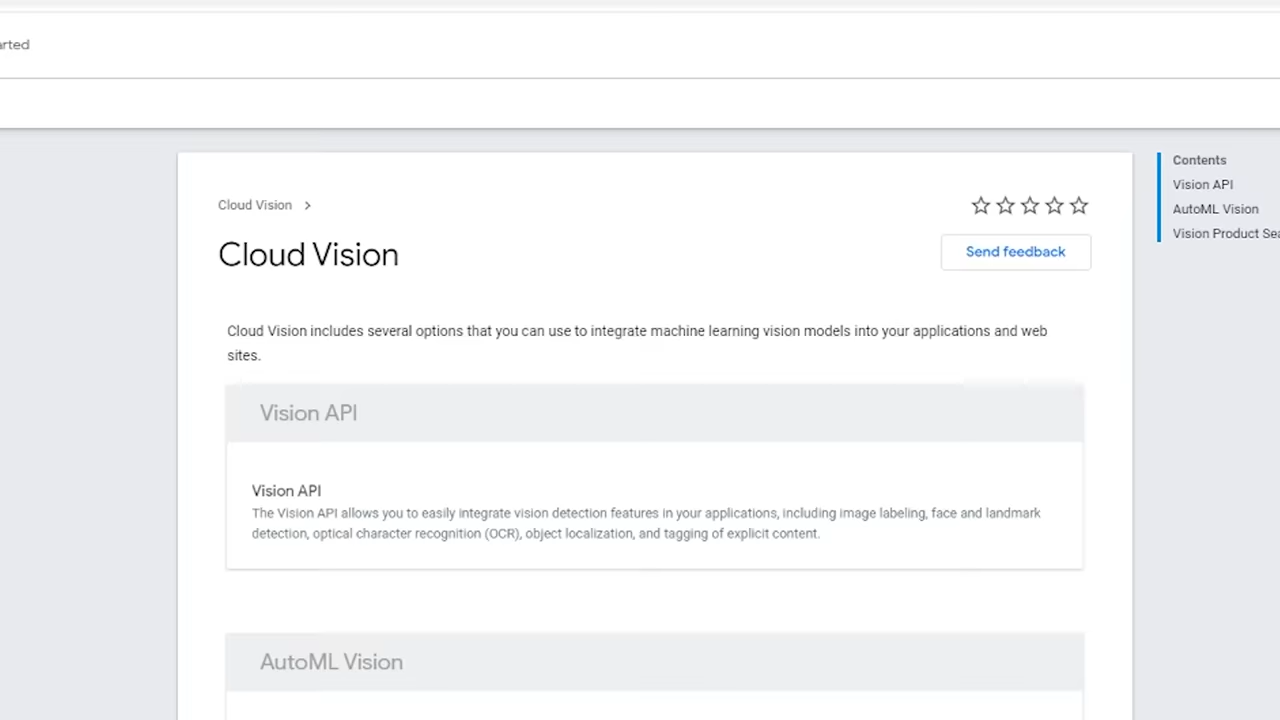 Cloud Vision
Cloud Vision
Send feedback
Cloud Vision includes several options that you can use to integrate machine learning vision models into your applications and web
sites.
Vision API
Vision API
The Vision API allows you to easily integrate vision detection features in your applications, including image labeling, face and landmark
detection, optical character recognition (OCR), object localization, and tagging of explicit content.
AutoML Vision
Contents
Vision API
AutoML Vision
Vision Product